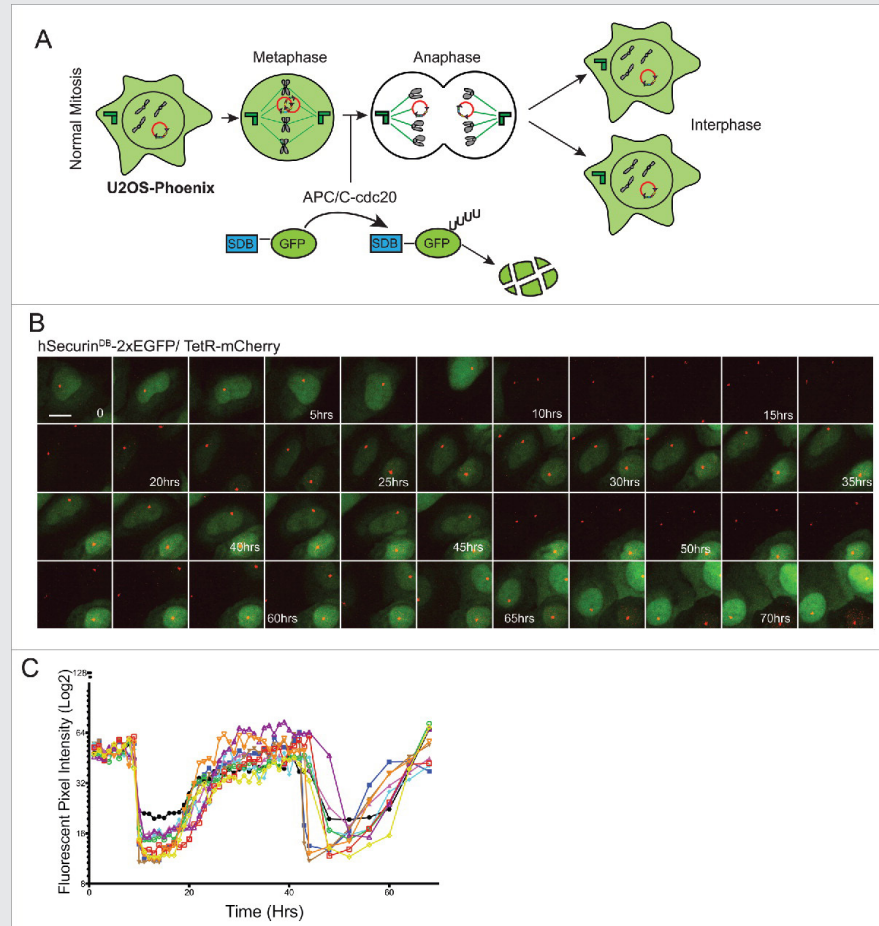 A
Normal Mitosis
Metaphase
Anaphase
Interphase
U2OS-Phoenix
APC/C-cdc20
SDB
GFP
SDB
GFP
UUUU
B
hSecurinDB-2xEGFP/ TetR-mCherry
0
5hrs
10hrs
15hrs
20hrs
25hrs
30hrs
35hrs
40hrs
45hrs
50hrs
60hrs
65hrs
70hrs
C
Fluorescent Pixel Intensity (Log2)
128
64
32
18
8
0
20
40
60
Time (Hrs)